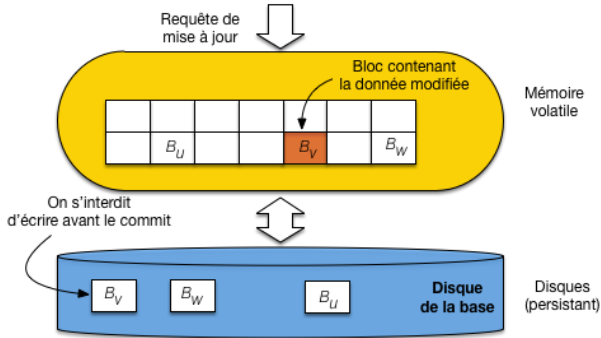 Requête de
mise à jour
Bloc contenant
la donnée modifiée
Mémoire
volatile
Bu
Bv
Bw
On s'interdit
d'écrire avant le commit
Bv
Bw
Bu
Disque
de la base
Disques
(persistant)